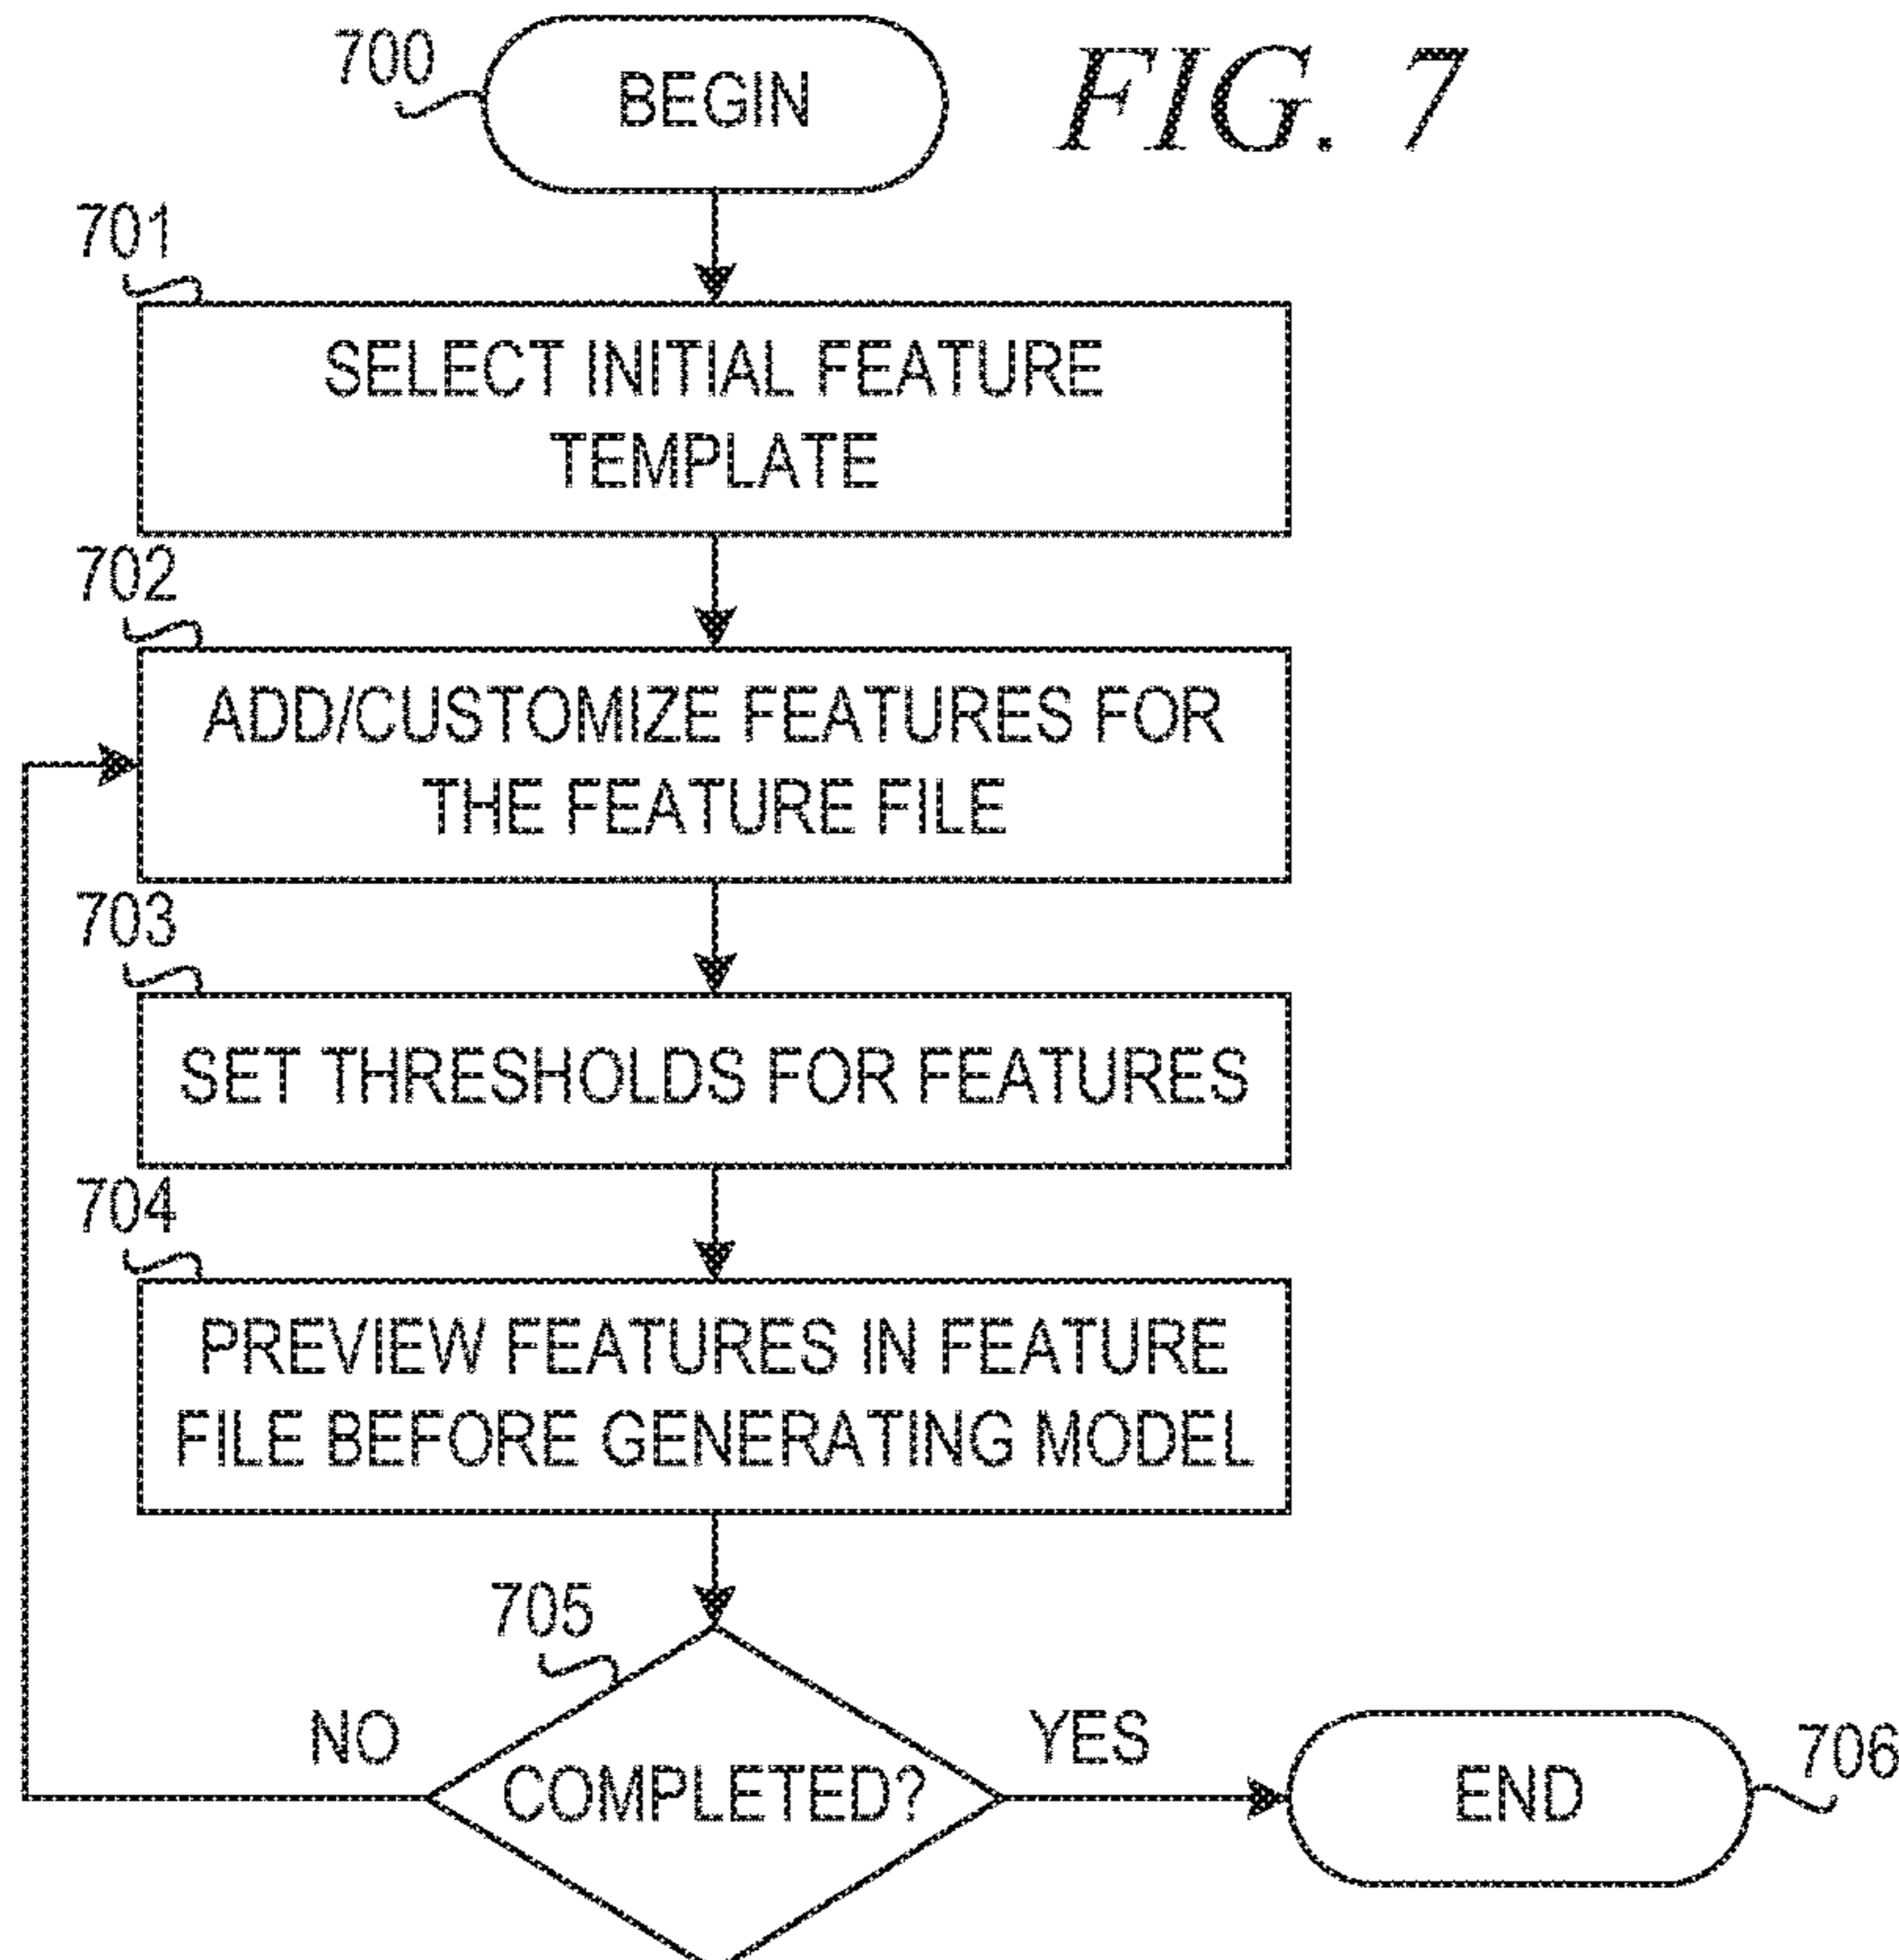 700
BEGIN
FIG. 7
701
SELECT INITIAL FEATURE
TEMPLATE
702
ADD/CUSTOMIZE FEATURES FOR
THE FEATURE FILE
703
SET THRESHOLDS FOR FEATURES
704
PREVIEW FEATURES IN FEATURE
FILE BEFORE GENERATING MODEL
705
NO
COMPLETED?
YES
END
706